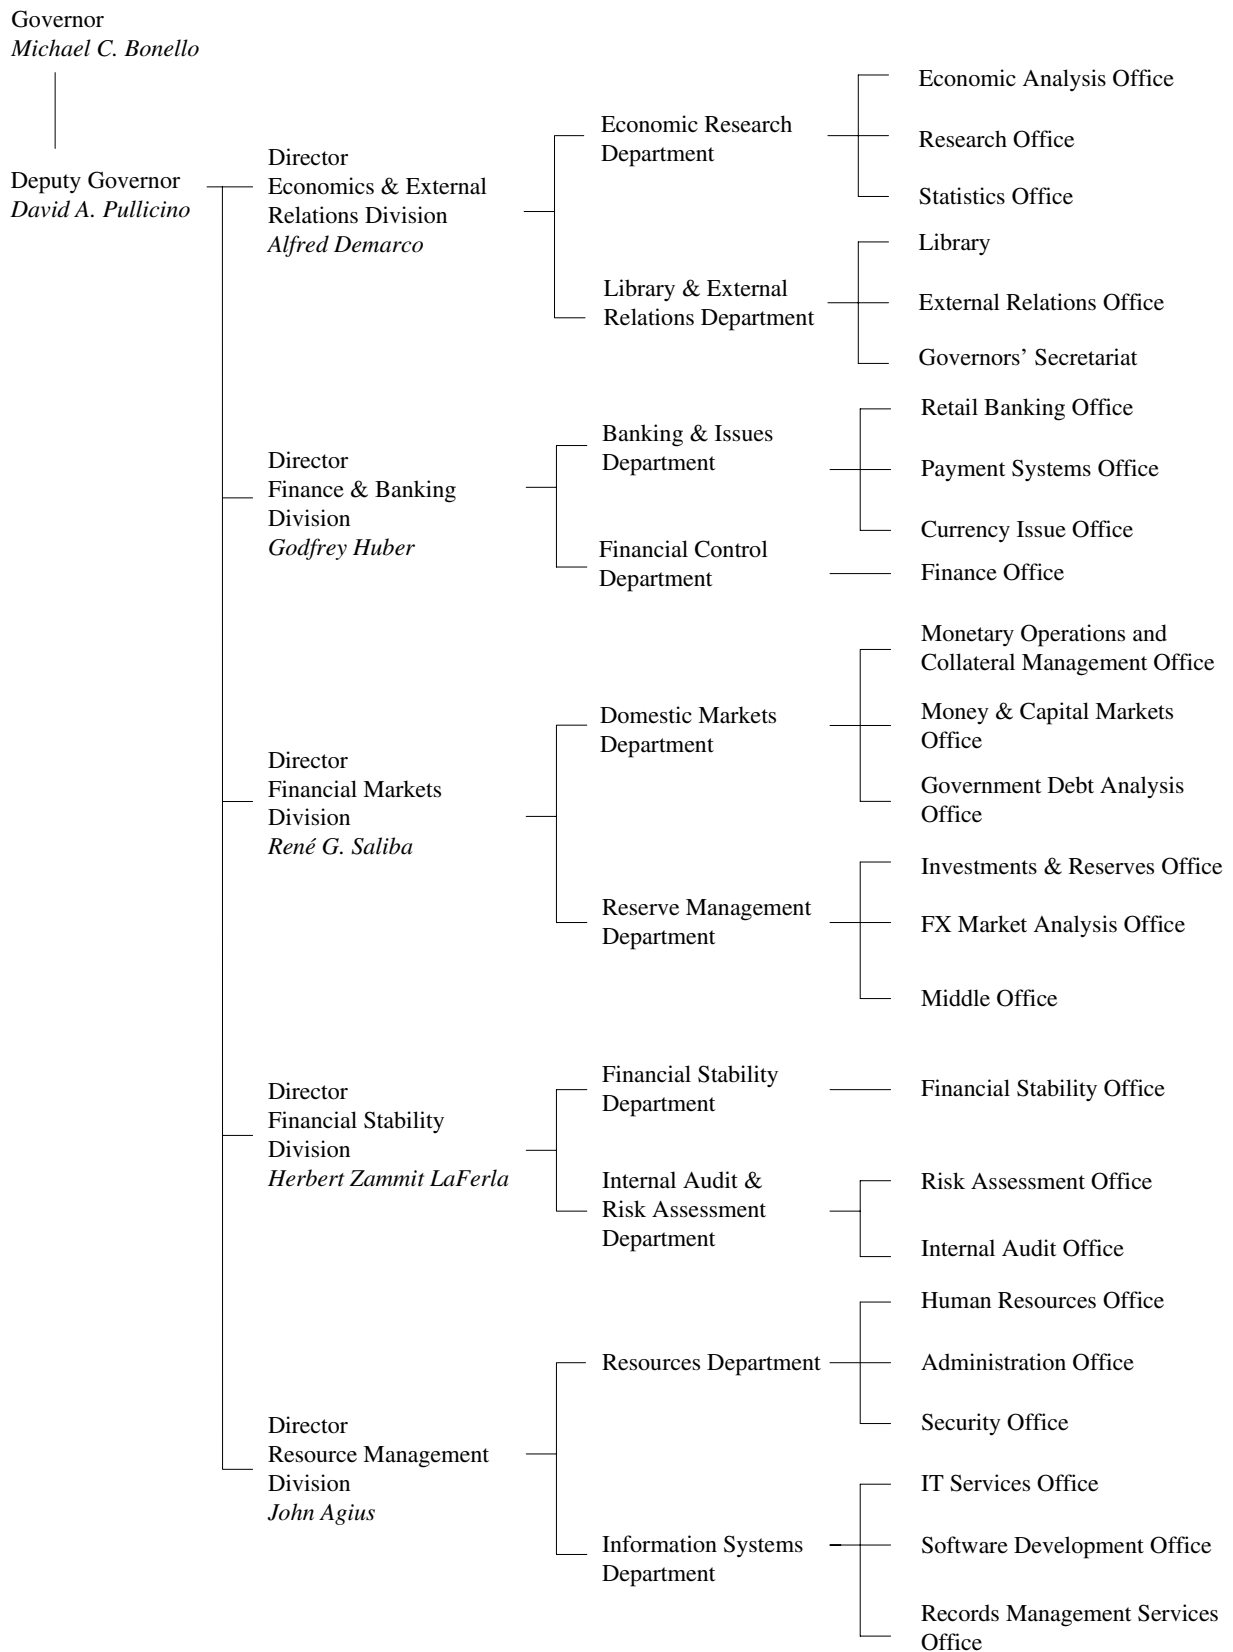 Governor
Michael C. Bonello
Deputy Governor
David A. Pullicino
Director
Economics & External
Relations Division
Alfred Demarco
Economic Research
Department
Economic Analysis Office
Research Office
Statistics Office
Library & External
Relations Department
Library
External Relations Office
Governors’ Secretariat
Director
Finance & Banking
Division
Godfrey Huber
Banking & Issues
Department
Retail Banking Office
Payment Systems Office
Currency Issue Office
Financial Control
Department
Finance Office
Director
Financial Markets
Division
René G. Saliba
Domestic Markets
Department
Monetary Operations and
Collateral Management Office
Money & Capital Markets
Office
Government Debt Analysis
Office
Reserve Management
Department
Investments & Reserves Office
FX Market Analysis Office
Middle Office
Director
Financial Stability
Division
Herbert Zammit LaFerla
Financial Stability
Department
Financial Stability Office
Internal Audit &
Risk Assessment
Department
Risk Assessment Office
Internal Audit Office
Director
Resource Management
Division
John Agius
Resources Department
Human Resources Office
Administration Office
Security Office
Information Systems
Department
IT Services Office
Software Development Office
Records Management Services
Office